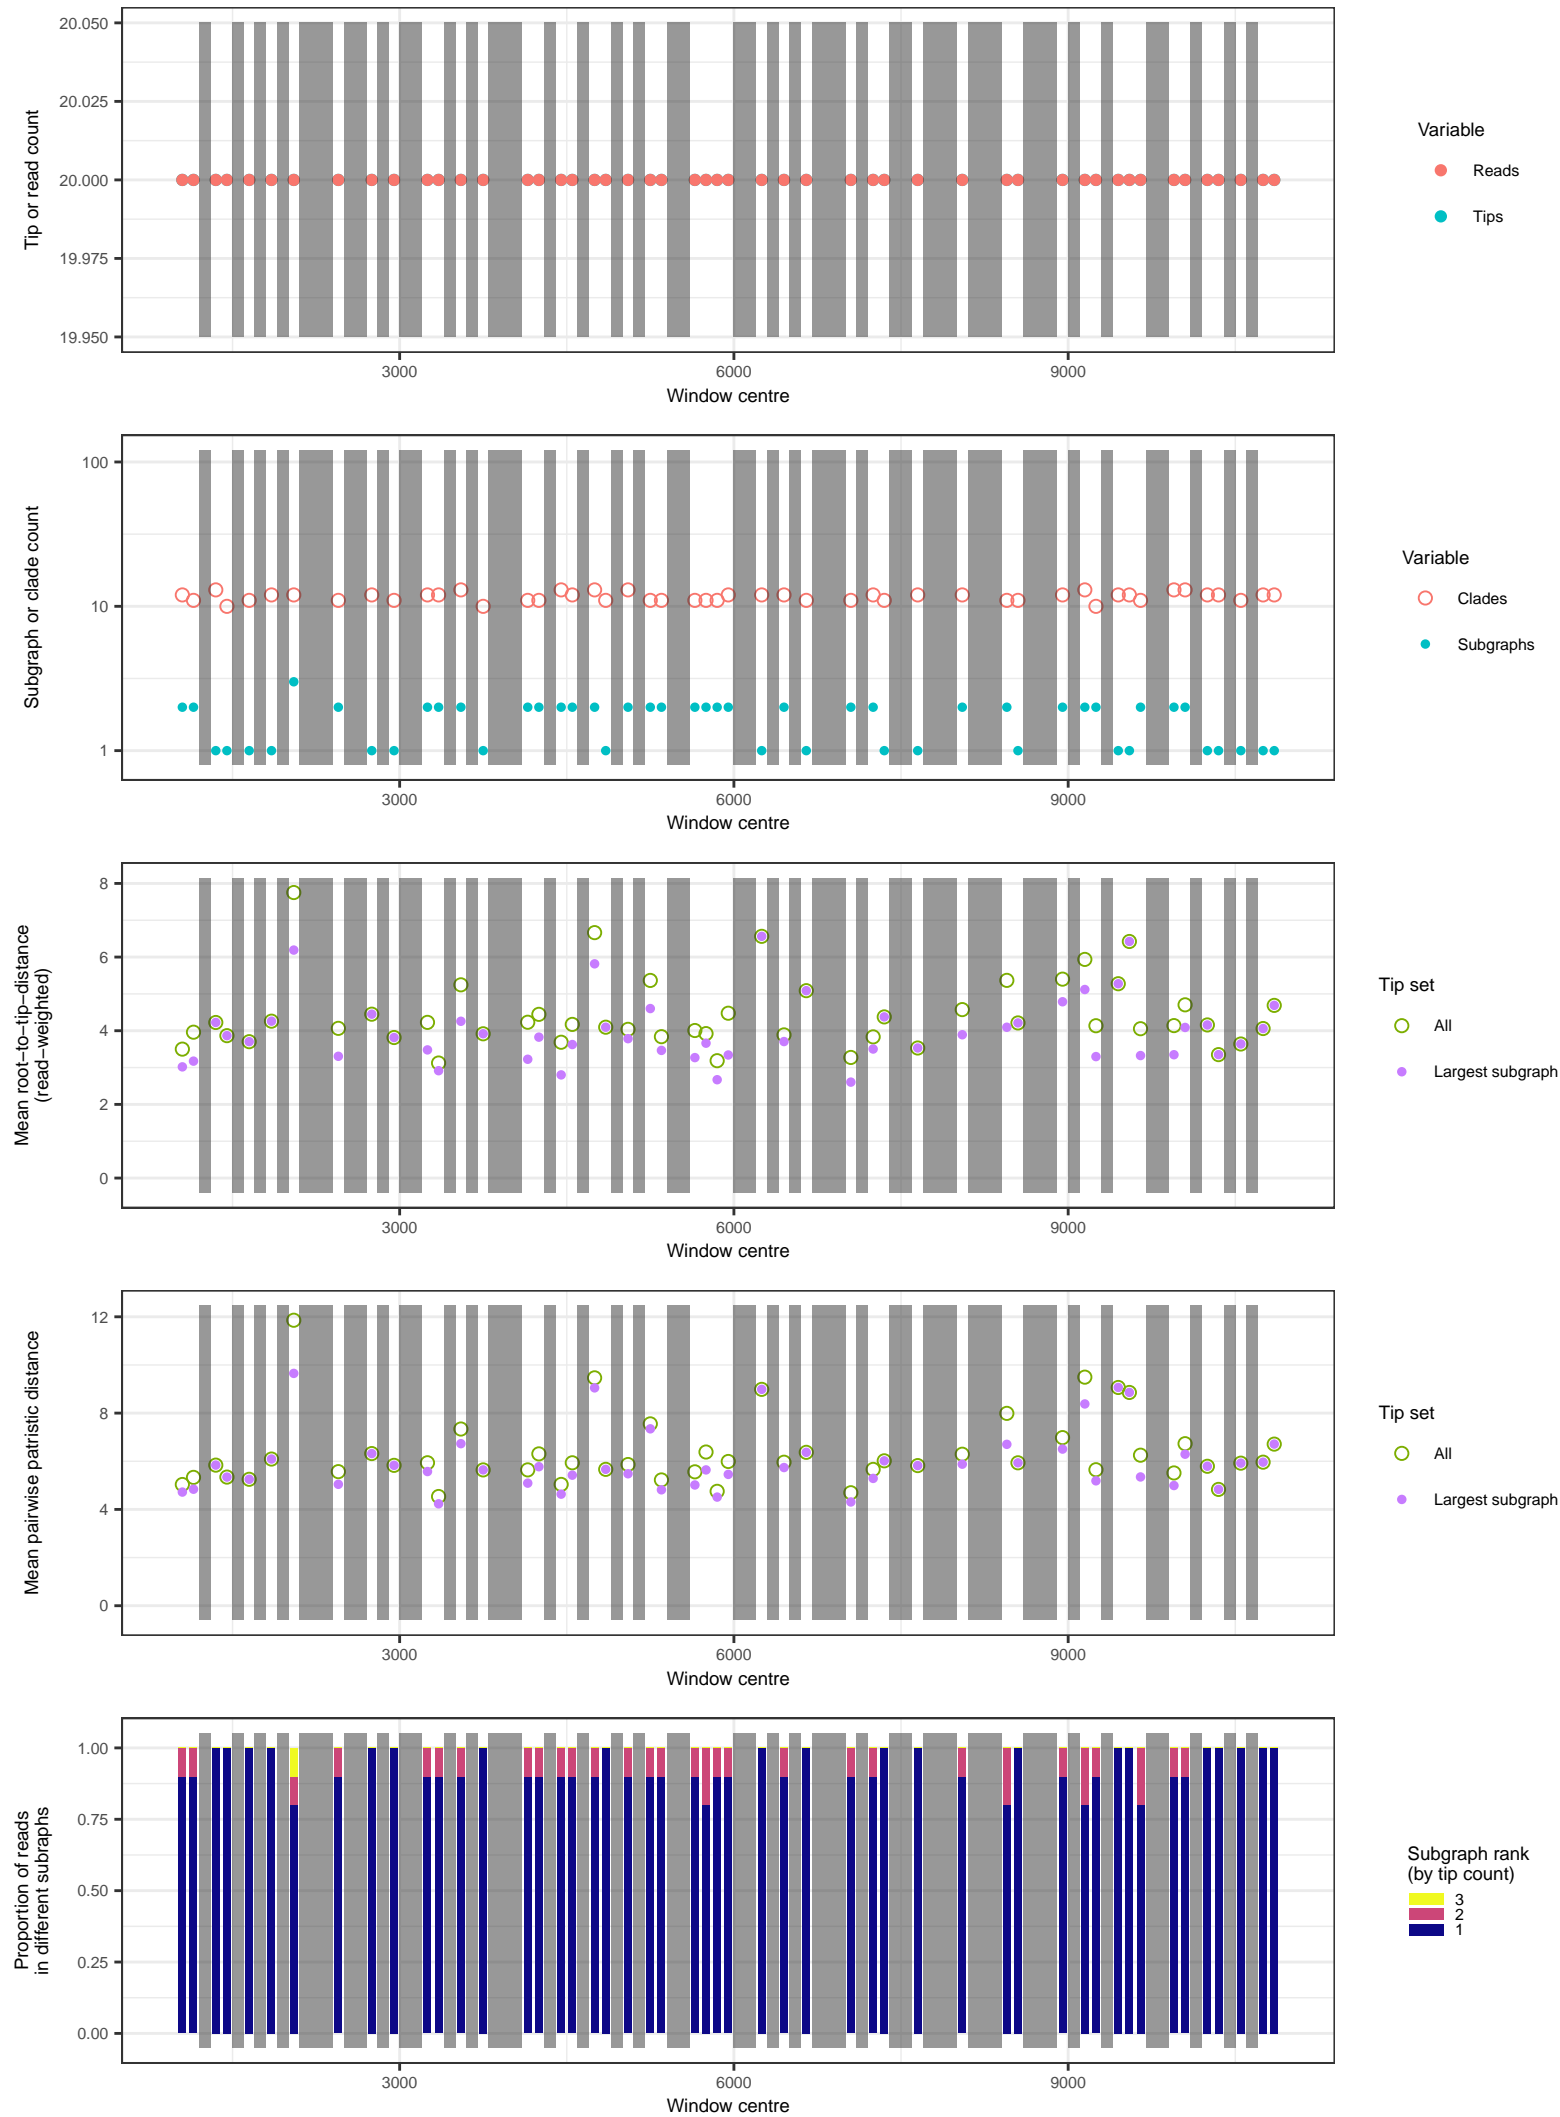 20.050
20.025
20.000
19.975
19.950
Tip or read count
3000
6000
9000
Window centre
Variable
Reads
Tips
100
10
1
Subgraph or clade count
3000
6000
9000
Window centre
Variable
Clades
Subgraphs
8
6
4
2
0
Mean root−to−tip−distance
(read−weighted)
3000
6000
9000
Window centre
Tip set
All
Largest subgraph
12
8
4
0
Mean pairwise patristic distance
3000
6000
9000
Window centre
Tip set
All
Largest subgraph
1.00
0.75
0.50
0.25
0.00
Proportion of reads
in different subraphs
3000
6000
9000
Window centre
Subgraph rank
(by tip count)
3
2
1